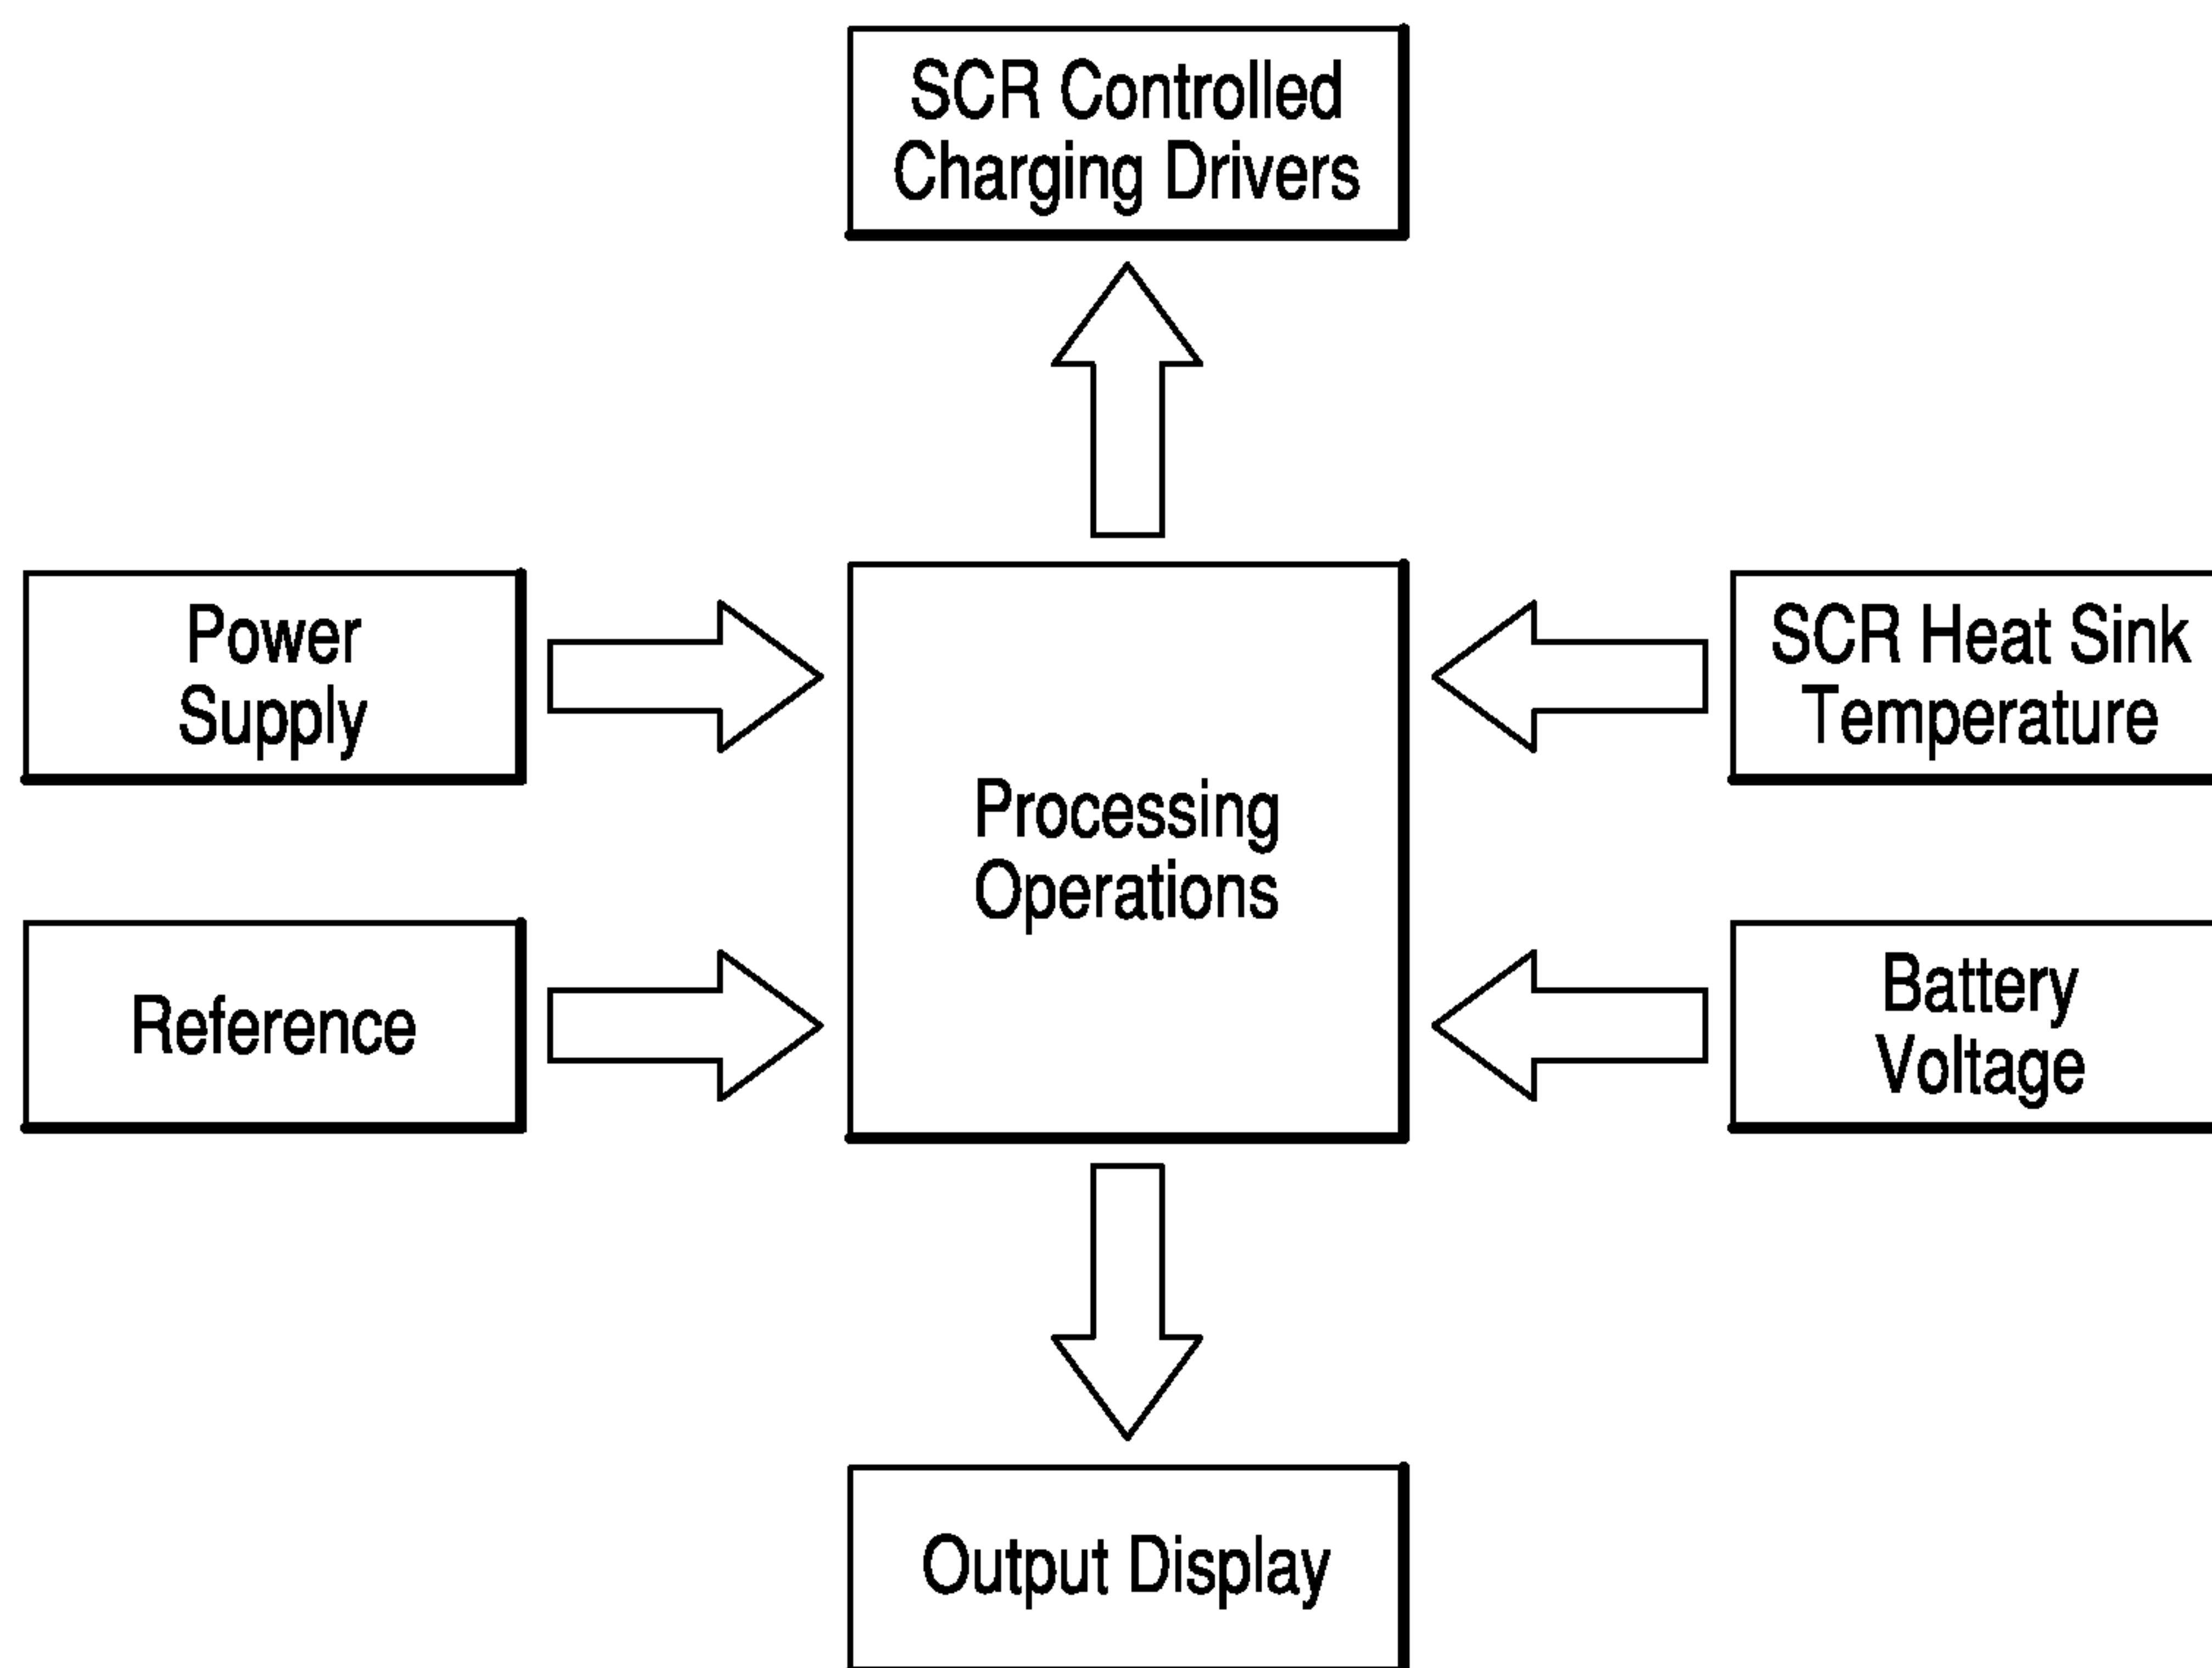 SCR Controlled
Charging Drivers
Power
Supply
SCR Heat Sink
Temperature
Processing
Operations
Reference
Battery
Voltage
Output Display